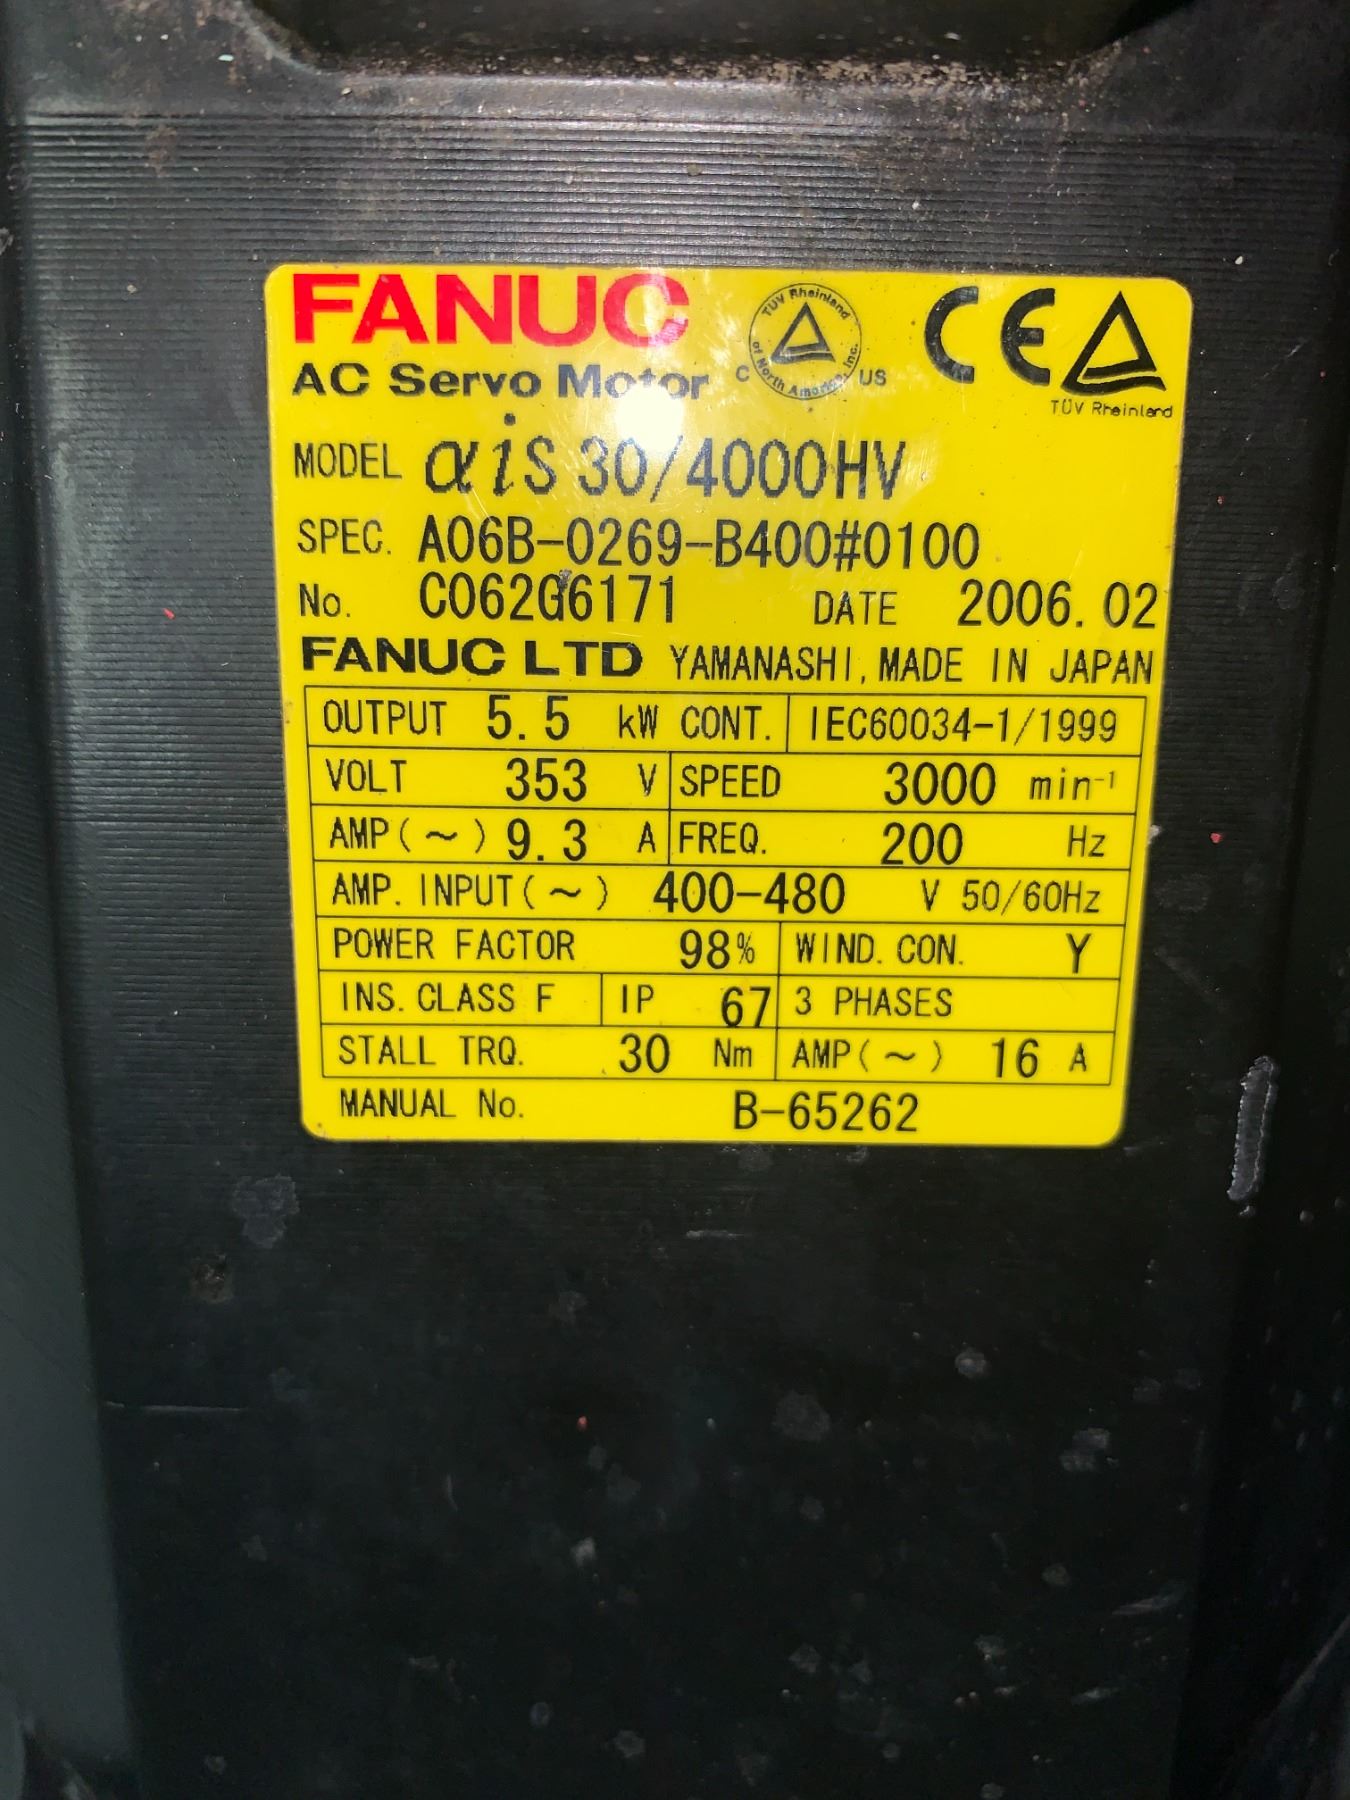 FANUC
AC Servo Motor
TÜV Rheinland of North America, Inc.
C US
CE
TÜV Rheinland
MODEL αiS 30/4000HV
SPEC. A06B-0269-B400#0100
No. C062G6171 DATE 2006.02
FANUC LTD YAMANASHI, MADE IN JAPAN
OUTPUT 5.5 kW CONT. IEC60034-1/1999
VOLT 353 V SPEED 3000 min⁻¹
AMP(~) 9.3 A FREQ. 200 Hz
AMP. INPUT(~) 400-480 V 50/60Hz
POWER FACTOR 98% WIND. CON. Y
INS. CLASS F IP 67 3 PHASES
STALL TRQ. 30 Nm AMP(~) 16 A
MANUAL No. B-65262